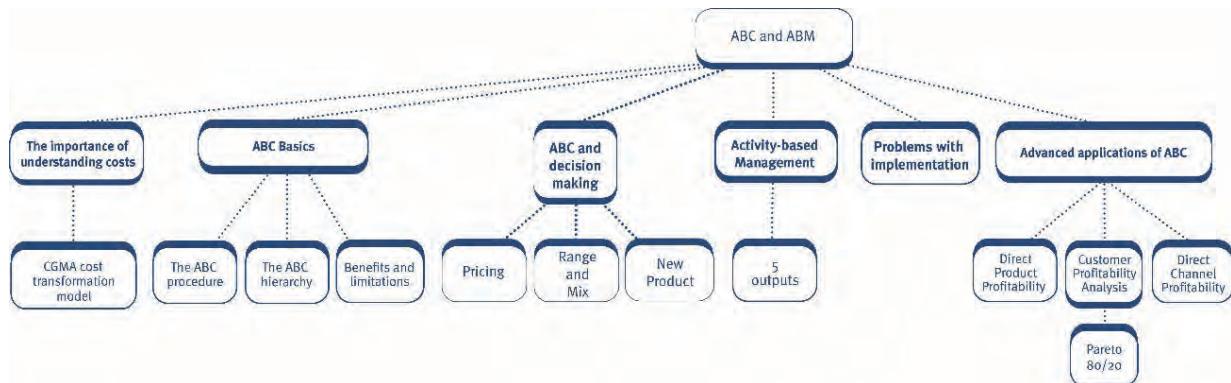 ABC and ABM
The importance of
understanding costs
ABC Basics
ABC and
decision
making
Activity-based
Management
Problems with
implementation
Advanced applications of ABC
CGMA cost
transformation
model
The ABC
procedure
The ABC
hierarchy
Benefits and
limitations
Pricing
Range
and
Mix
New
Product
5
outputs
Direct
Product
Profitability
Customer
Profitability
Analysis
Direct
Channel
Profitability
Pareto
80/20